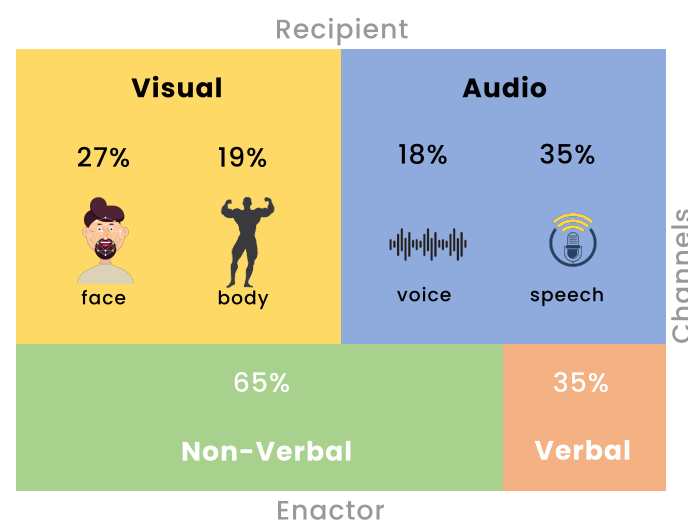 Recipient
Visual
Audio
27%
19%
18%
35%
face
body
voice
speech
Channels
65%
35%
Non-Verbal
Verbal
Enactor